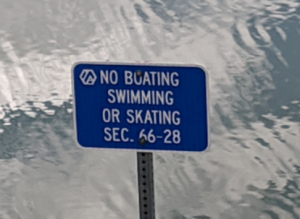 NO BOATING
SWIMMING
OR SKATING
SEC. 66-28